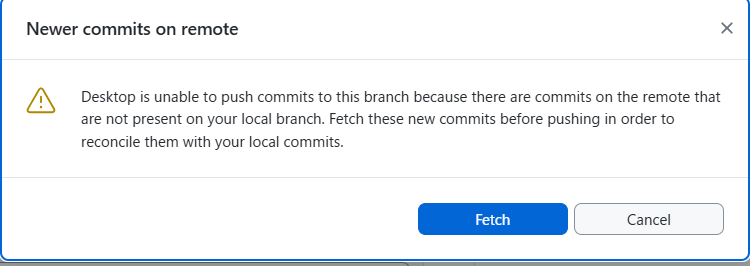 Newer commits on remote
Desktop is unable to push commits to this branch because there are commits on the remote that
are not present on your local branch. Fetch these new commits before pushing in order to
reconcile them with your local commits.
Fetch
Cancel